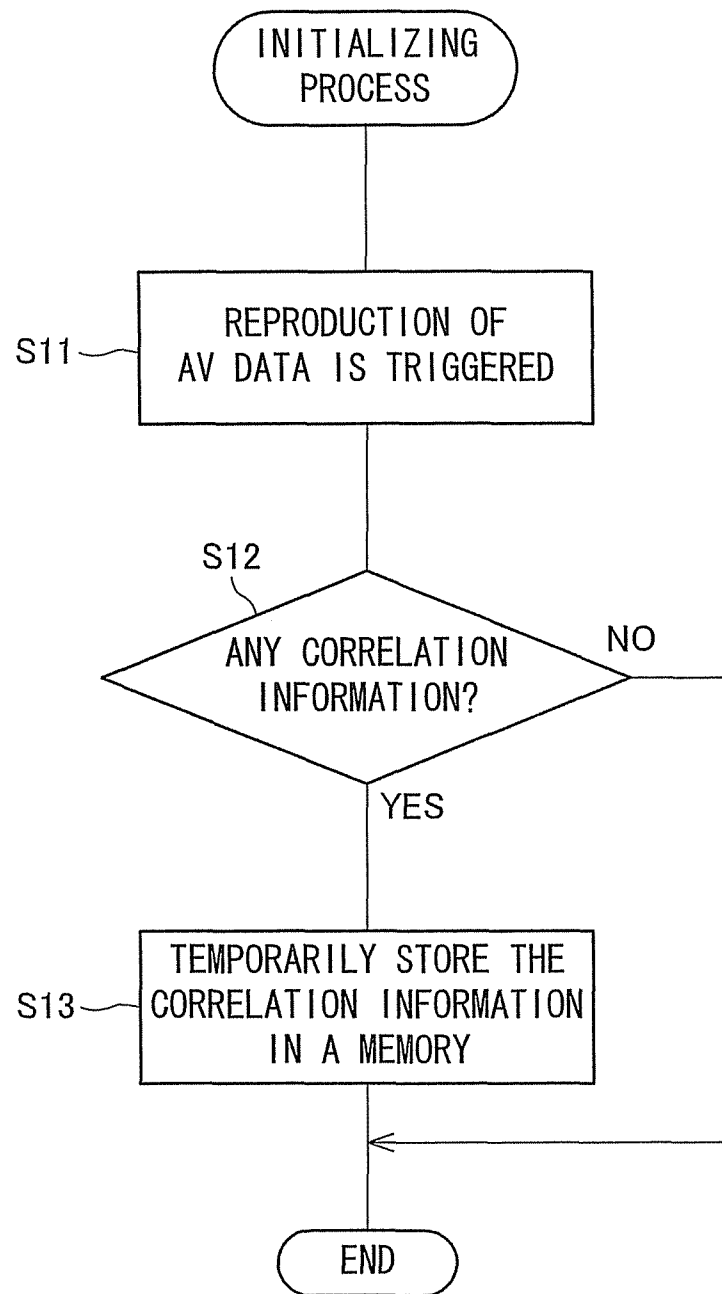 INITIALIZING
PROCESS
S11
REPRODUCTION OF
AV DATA IS TRIGGERED
S12
ANY CORRELATION
INFORMATION?
NO
YES
S13
TEMPORARILY STORE THE
CORRELATION INFORMATION
IN A MEMORY
END